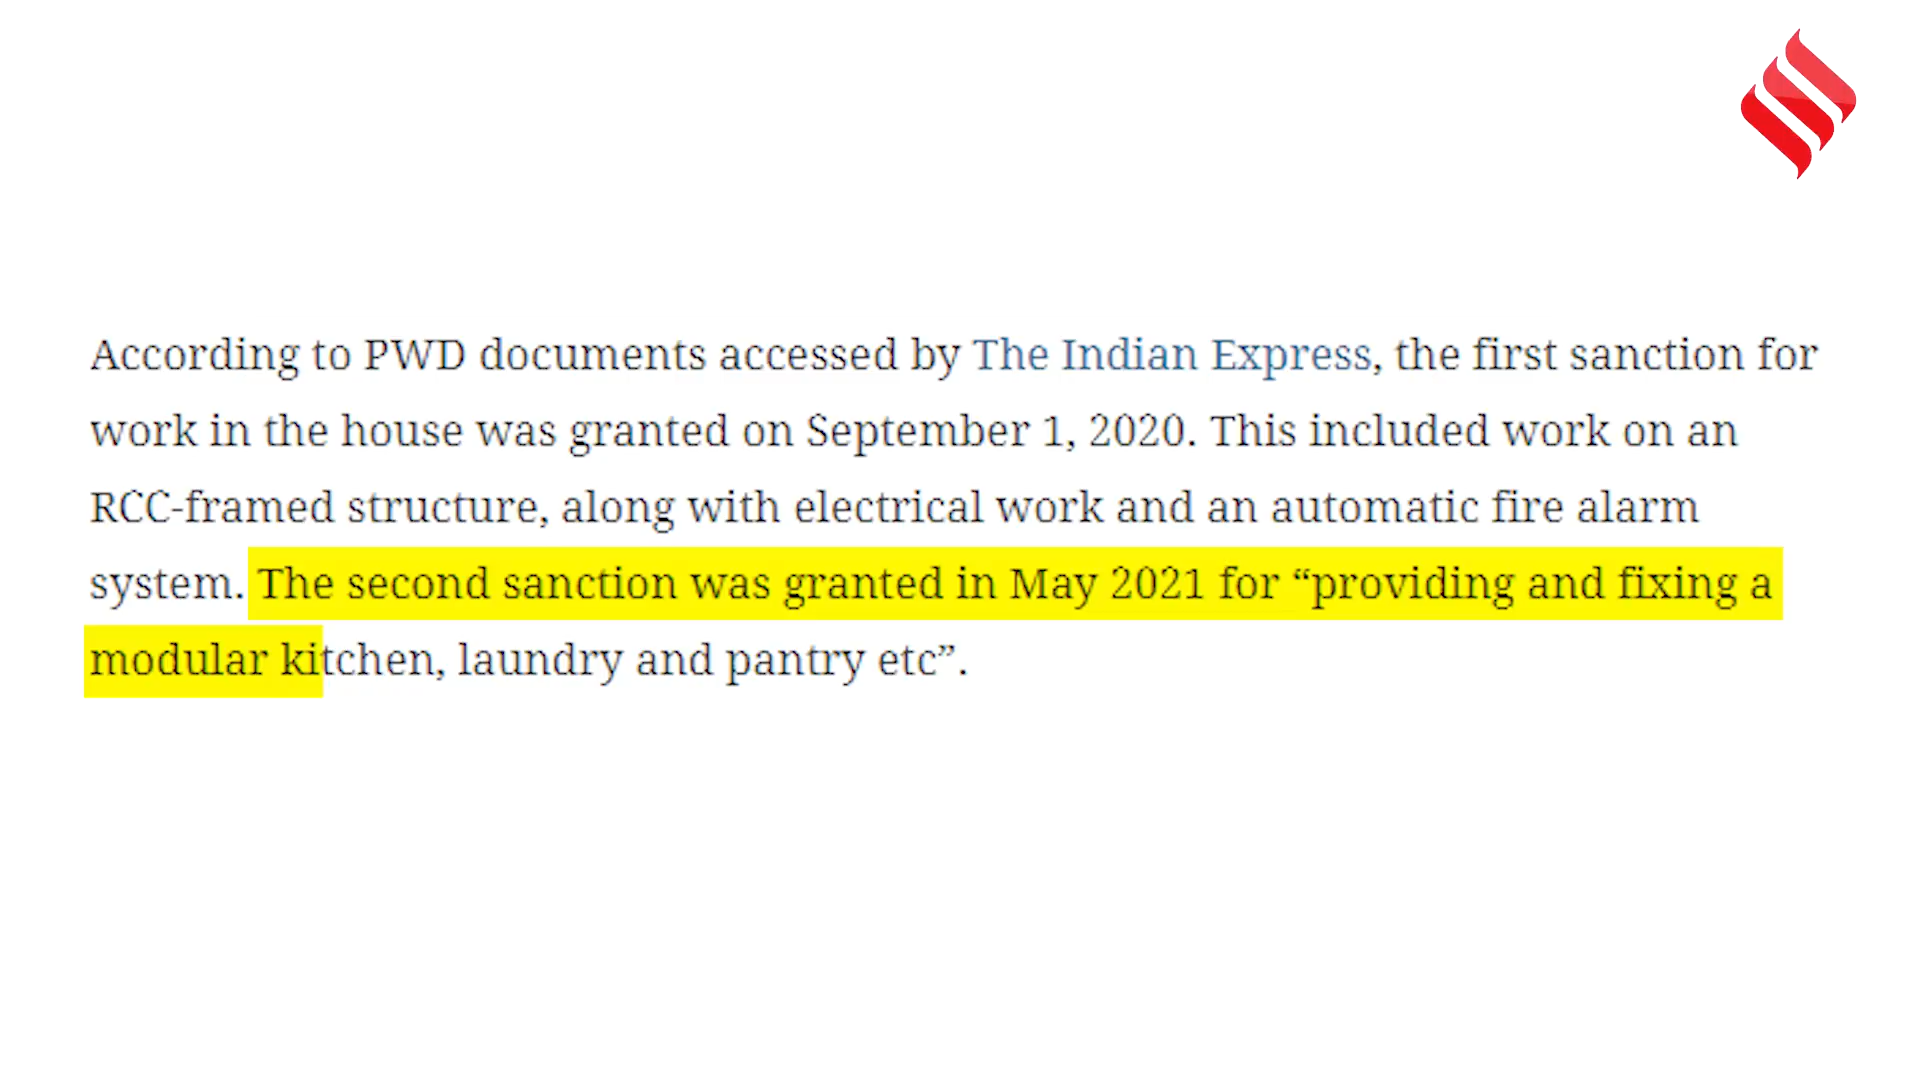 According to PWD documents accessed by The Indian Express, the first sanction for
work in the house was granted on September 1, 2020. This included work on an
RCC-framed structure, along with electrical work and an automatic fire alarm
system. The second sanction was granted in May 2021 for “providing and fixing a
modular kitchen, laundry and pantry etc”.